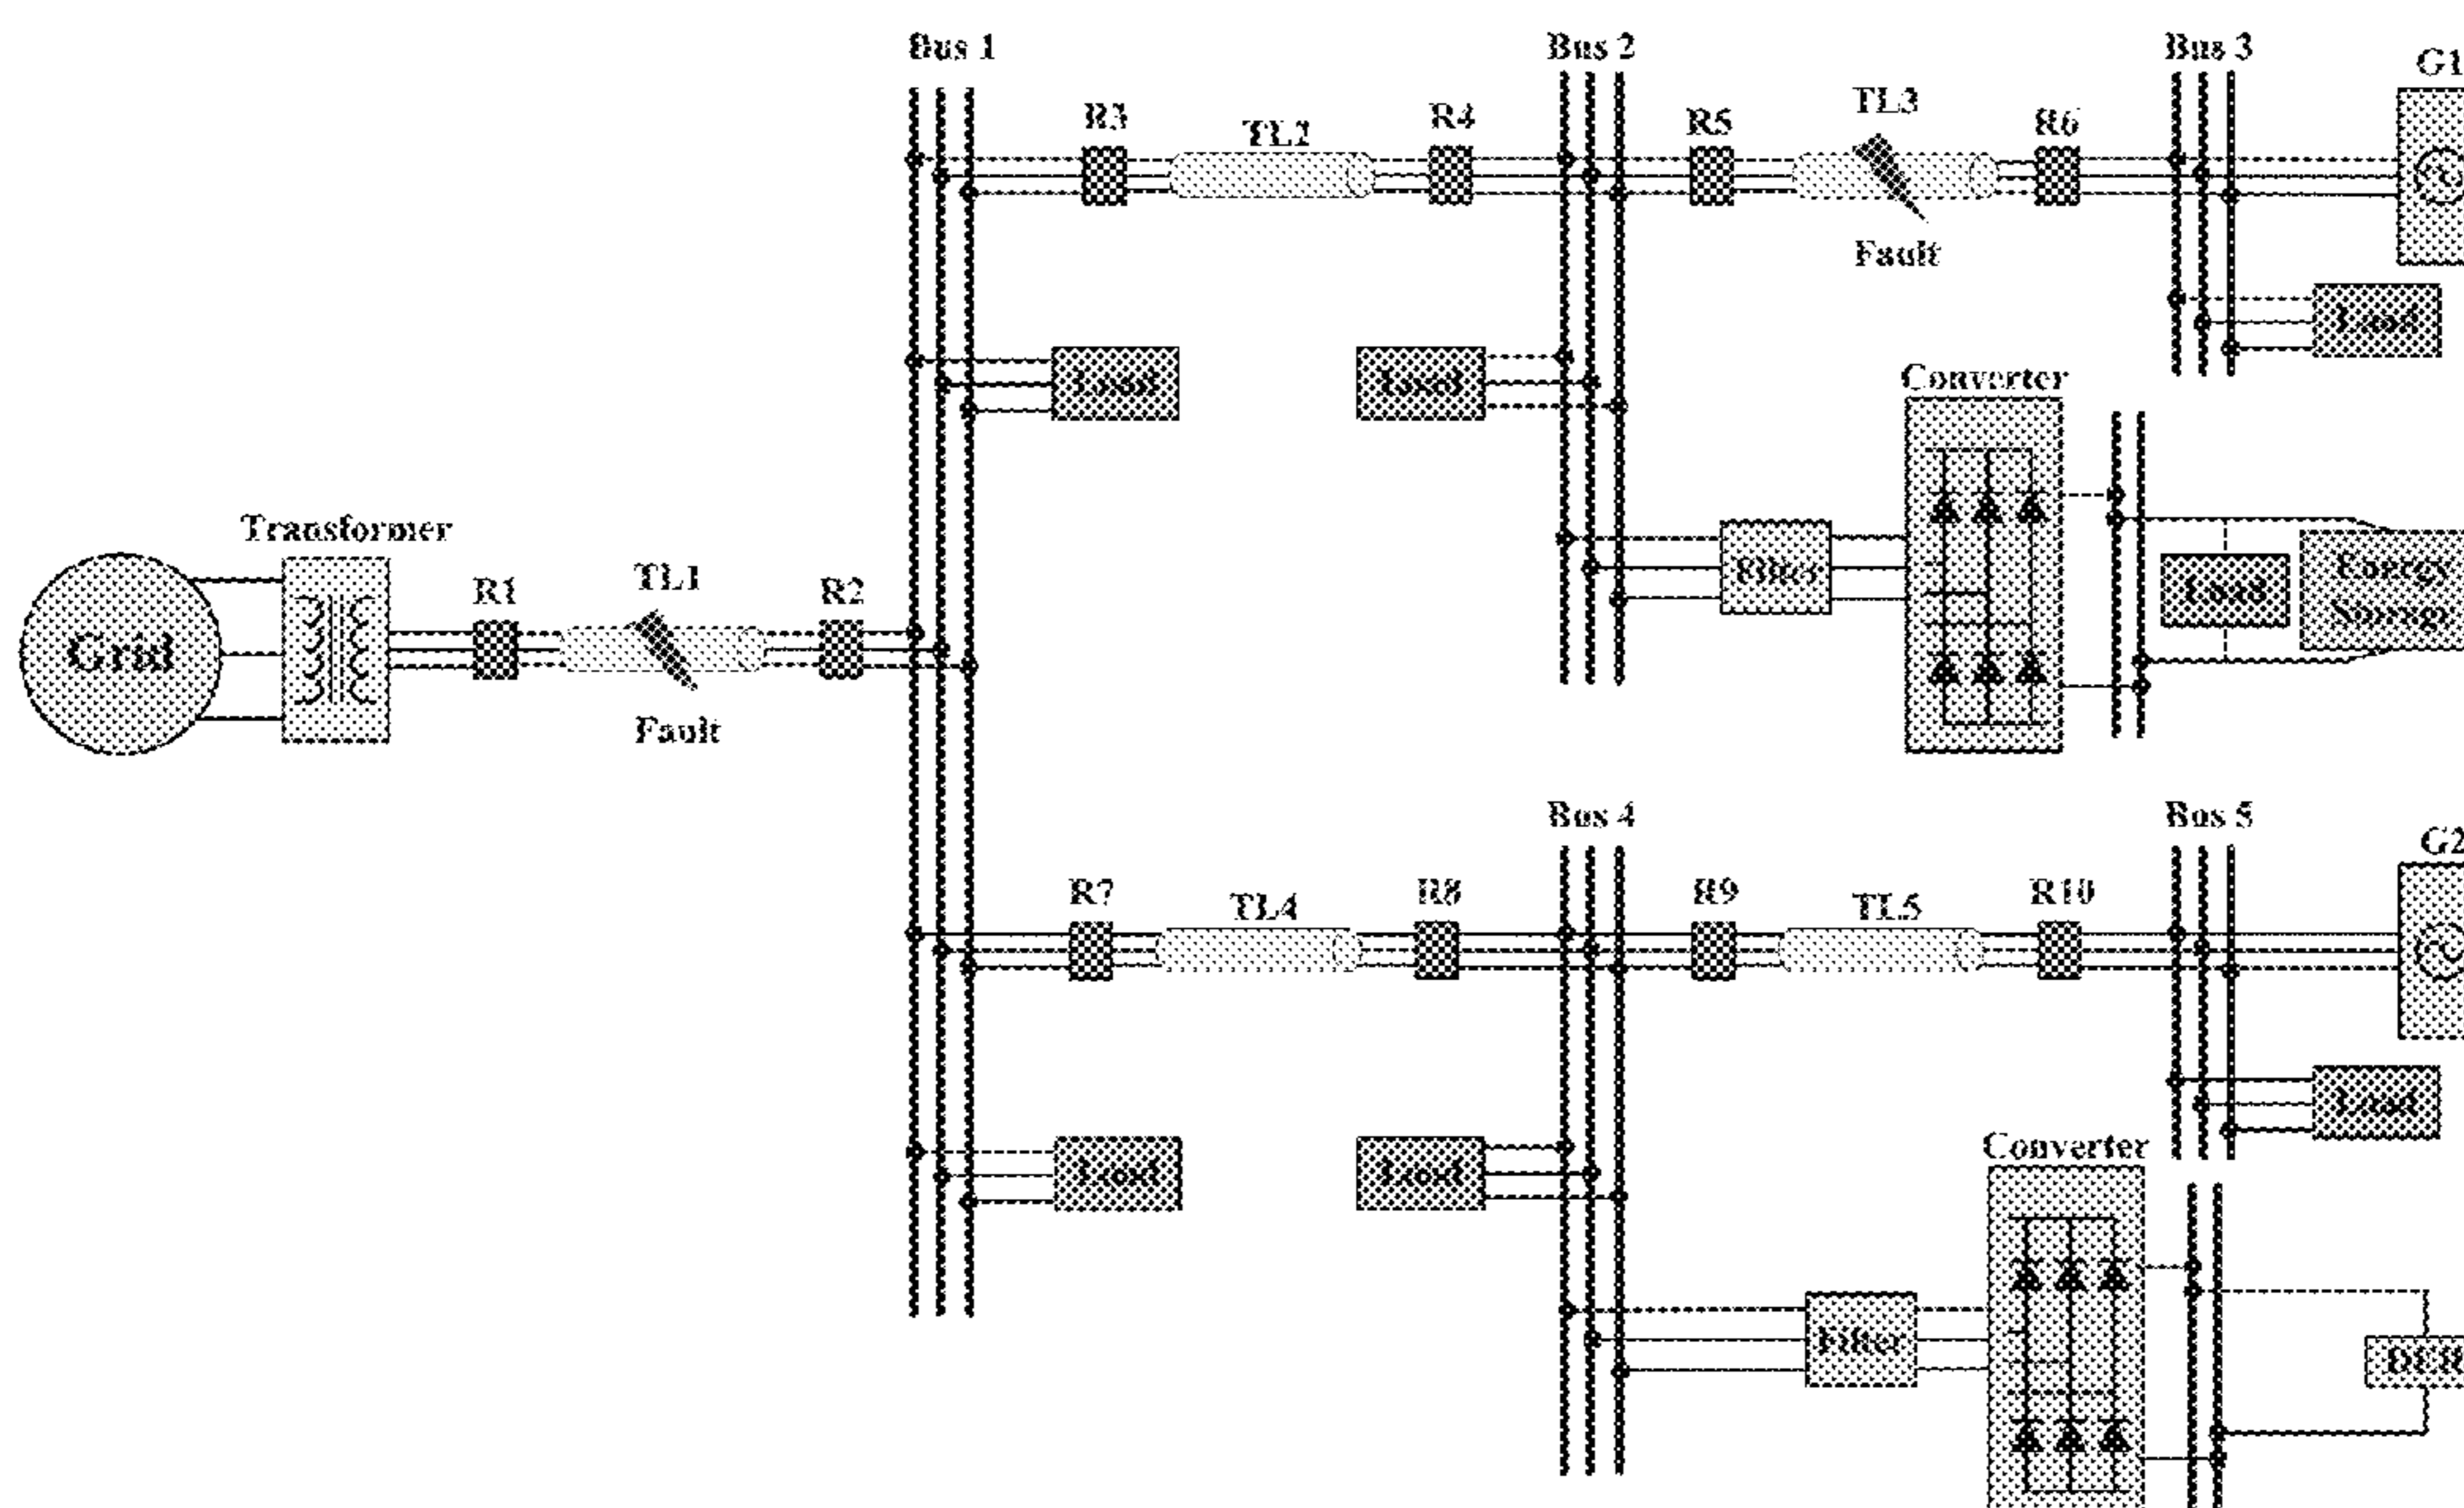 Bus 1
Bus 2
Bus 3
G1
R3
TL2
R4
R5
TL3
R6
Fault
Load
Load
Load
Converter
Transformer
Grid
R1
TL1
R2
Fault
Filter
Load
Energy
Storage
Bus 4
Bus 5
G2
R7
TL4
R8
R9
TL5
R10
Load
Load
Load
Converter
Filter
DER